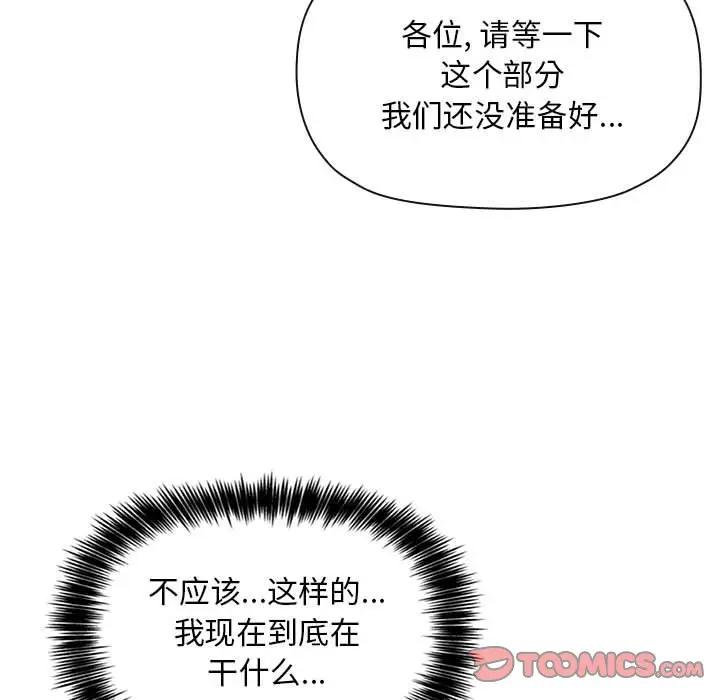 各位, 请等一下
这个部分
我们还没准备好...
不应该...这样的...
我现在到底在
干什么...
TOOMICS.COM